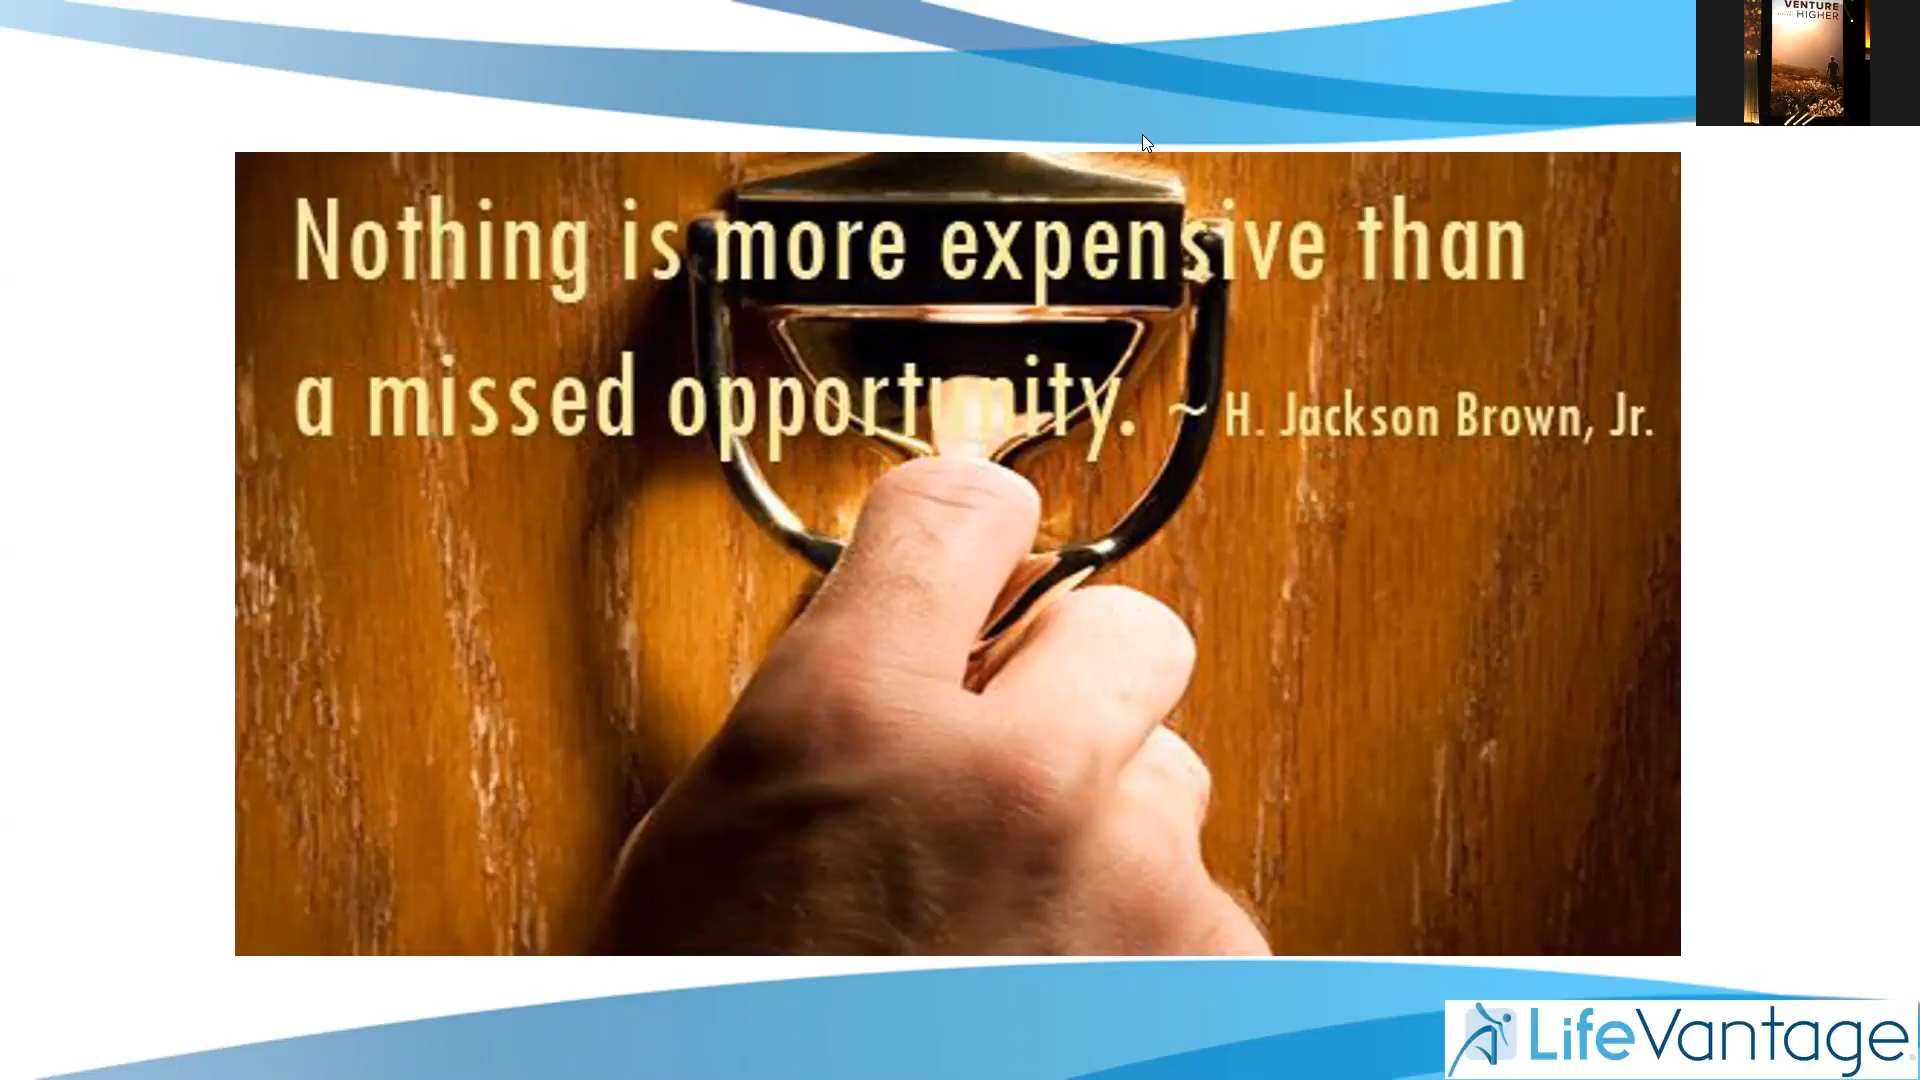 VENTURE
HIGHER
Nothing is more expensive than
a missed opportunity. ~ H. Jackson Brown, Jr.
LifeVantage